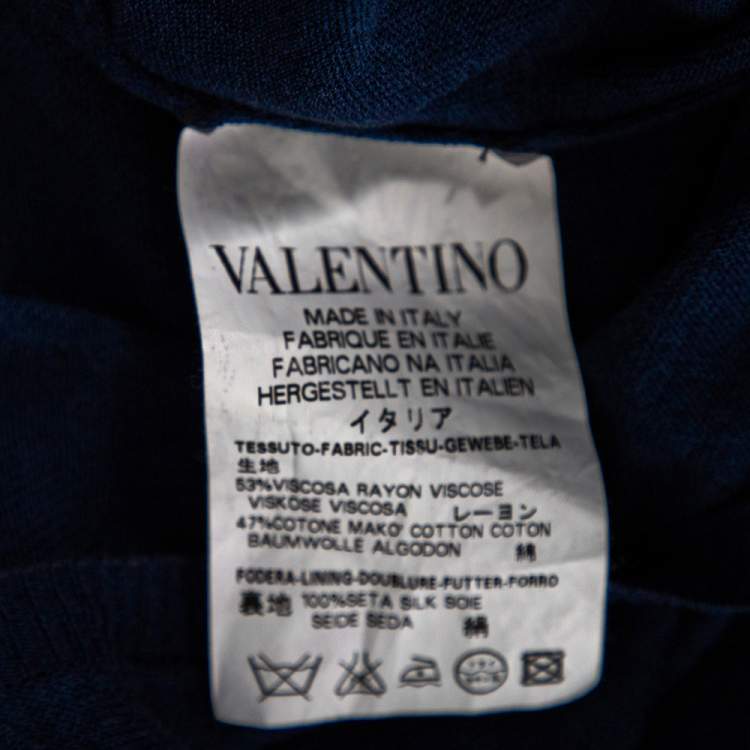 VALENTINO
MADE IN ITALY
FABRIQUE EN ITALIE
FABRICANO NA ITALIA
HERGESTELLT EN ITALIEN
イタリア
TESSUTO-FABRIC-TISSU-GEWEBE-TELA
生地
53%VISCOSA RAYON VISCOSE
VISKOSE VISCOSA レーヨン
47%COTONE MAKO' COTTON COTON
BAUMWOLLE ALGODON 綿
FODERA-LINING-DOUBLURE-FUTTER-FORRO
裏地 100%SETA SILK SOIE
SEIDE SEDA 絹